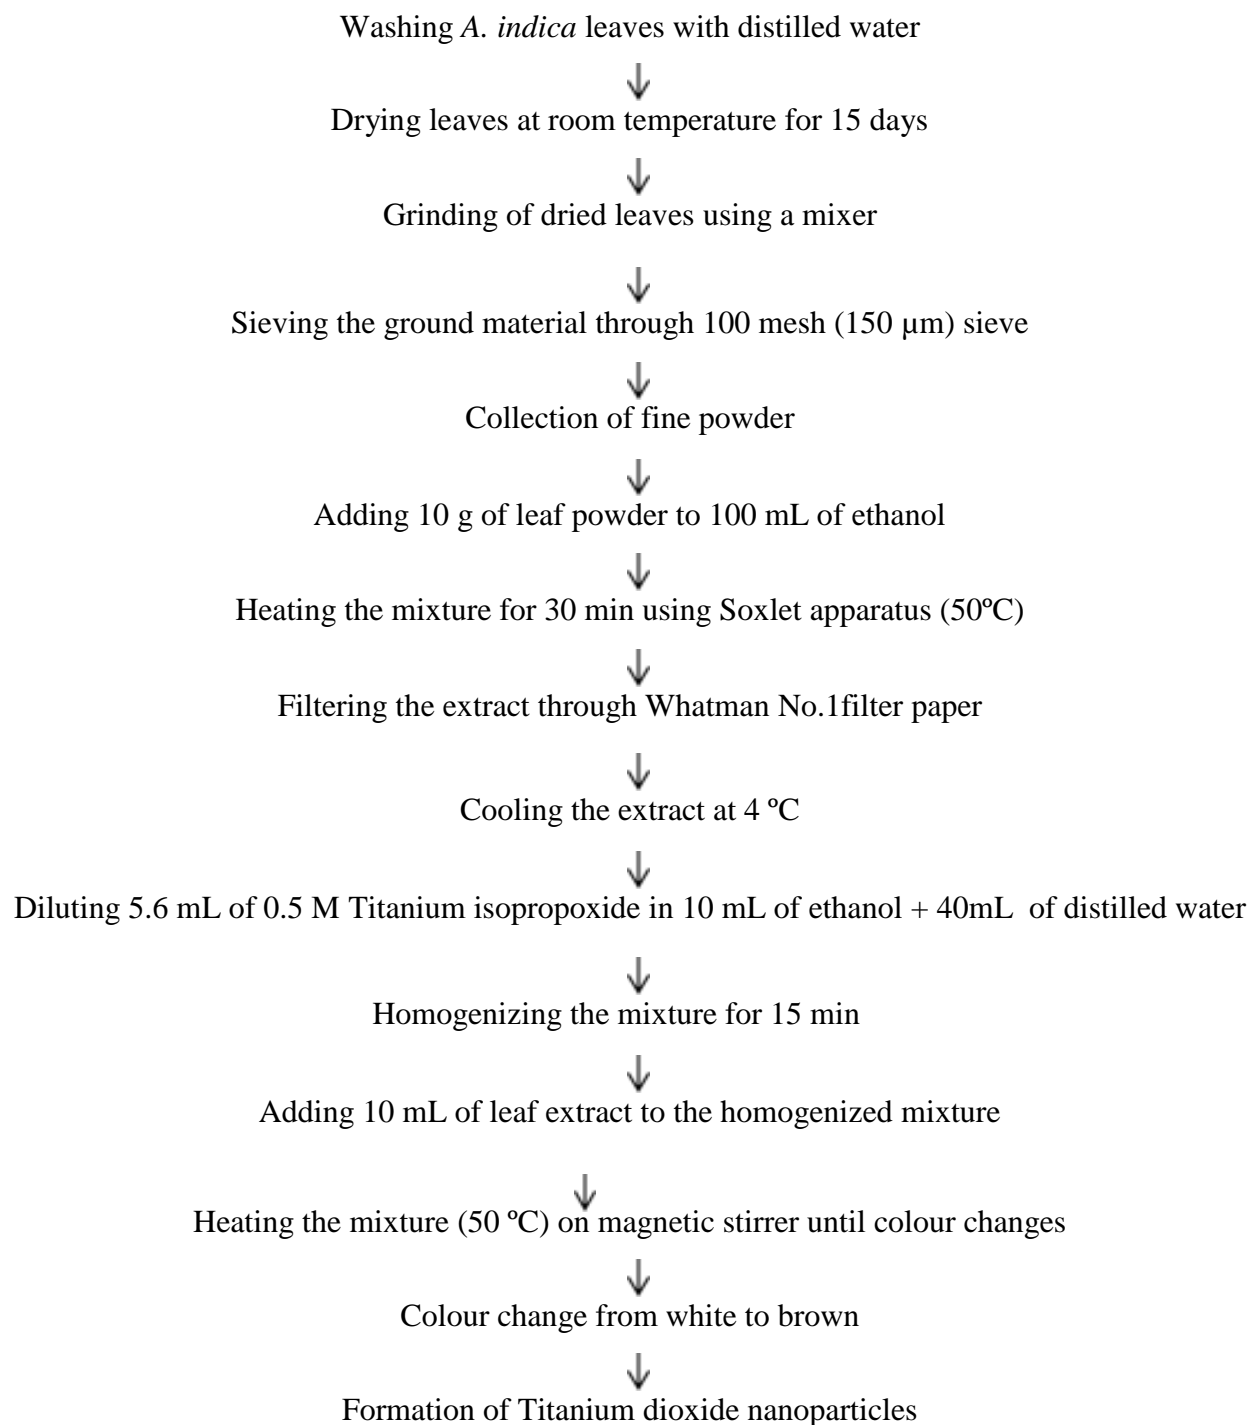 Washing A. indica leaves with distilled water
Drying leaves at room temperature for 15 days
Grinding of dried leaves using a mixer
Sieving the ground material through 100 mesh (150 µm) sieve
Collection of fine powder
Adding 10 g of leaf powder to 100 mL of ethanol
Heating the mixture for 30 min using Soxlet apparatus (50ºC)
Filtering the extract through Whatman No.1filter paper
Cooling the extract at 4 ºC
Diluting 5.6 mL of 0.5 M Titanium isopropoxide in 10 mL of ethanol + 40mL  of distilled water
Homogenizing the mixture for 15 min
Adding 10 mL of leaf extract to the homogenized mixture
Heating the mixture (50 ºC) on magnetic stirrer until colour changes
Colour change from white to brown
Formation of Titanium dioxide nanoparticles